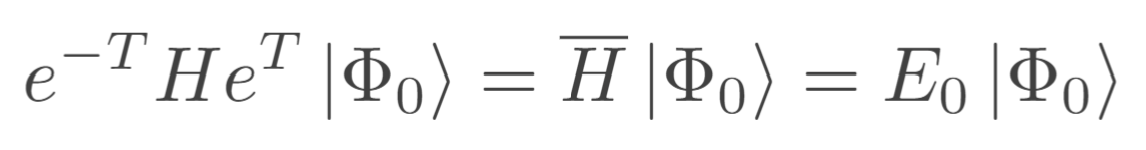 e^{-T} H e^{T} |Φ_0⟩ = \overline{H} |Φ_0⟩ = E_0 |Φ_0⟩